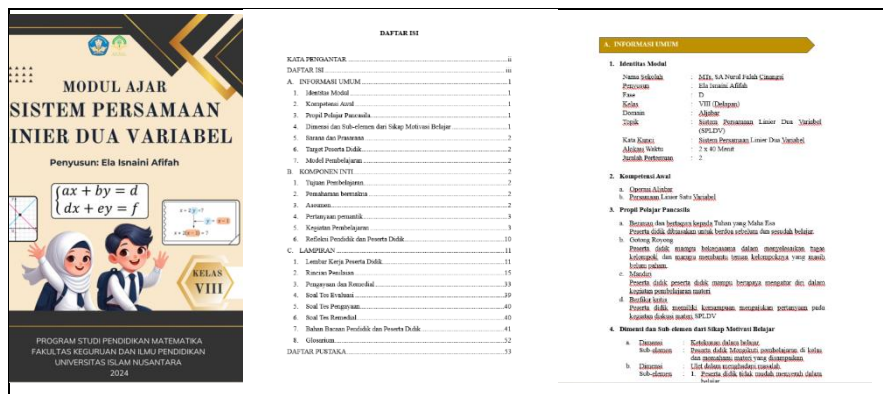 MODUL AJAR
SISTEM PERSAMAAN
LINIER DUA VARIABEL
Penyusun: Ela Isnaini Afifah
ax + by = d
dx + ey = f
KELAS
VIII
PROGRAM STUDI PENDIDIKAN MATEMATIKA
FAKULTAS KEGURUAN DAN ILMU PENDIDIKAN
UNIVERSITAS ISLAM NUSANTARA
2024
DAFTAR ISI
KATA PENGANTAR ii
DAFTAR ISI iii
A. INFORMASI UMUM 1
1. Identitas Modul 1
2. Kompetensi Awal 1
3. Propil Pelajar Pancasila 1
4. Dimensi dan Sub-elemen dari Sikap Motivasi Belajar 1
5. Sarana dan Prasarana 2
6. Target Peserta Didik 2
7. Model Pembelajaran 2
B. KOMPONEN INTI 2
1. Tujuan Pembelajaran 2
2. Pemahaman bermakna 2
3. Asesmen 2
4. Pertanyaan pemantik 3
5. Kegiatan Pembelajaran 3
6. Refleksi Pendidik dan Peserta Didik 10
C. LAMPIRAN 11
1. Lembar Kerja Peserta Didik 11
2. Rincian Penilaian 15
3. Pengayaan dan Remedial 33
4. Soal Tes Evaluasi 39
5. Soal Tes Pengayaan 40
6. Soal Tes Remedial 40
7. Bahan Bacaan Pendidik dan Peserta Didik 41
8. Glosarium 52
DAFTAR PUSTAKA 53
A. INFORMASI UMUM
1. Identitas Modul
Nama Sekolah : MTs. SA Nurul Falah Cinangsi
Penyusun : Ela Isnaini Afifah
Fase : D
Kelas : VIII (Delapan)
Domain : Aljabar
Topik : Sistem Persamaan Linier Dua Variabel
(SPLDV)
Kata Kunci : Sistem Persamaan Linier Dua Variabel
Alokasi Waktu : 2 x 40 Menit
Jumlah Pertemuan : 2
2. Kompetensi Awal
a. Operasi Aljabar
b. Persamaan Linier Satu Variabel
3. Propil Pelajar Pancasila
a. Beriman dan bertaqwa kepada Tuhan yang Maha Esa
Peserta didik dibiasakan untuk berdoa sebelum dan sesudah belajar.
b. Gotong Royong
Peserta didik mampu bekerjasama dalam menyelesaikan tugas
kelompok, dan mampu membantu teman kelompoknya yang masih
belum paham.
c. Mandiri
Peserta didik peserta didik mampu berupaya mengatur diri dalam
kegiatan pembelajaran materi
d. Berfikir kritis
Peserta didik memiliki kemampuan mengajukan pertanyaan pada
kegiatan diskusi materi SPLDV
4. Dimensi dan Sub-elemen dari Sikap Motivasi Belajar
a. Dimensi : Ketekunan dalam belajar.
Sub-elemen : Peserta didik Mengikuti pembelajaran di kelas
dan memahami materi yang disampaikan
b. Dimensi : Ulet dalam menghadapi masalah.
Sub-elemen : 1. Peserta didik tidak mudah menyerah dalam
belajar